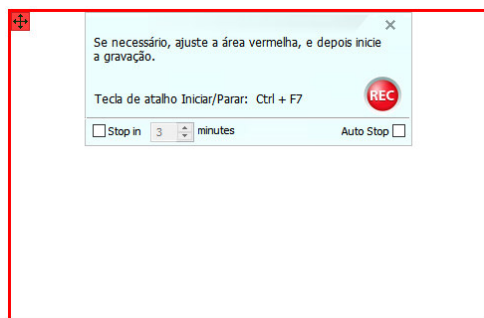 Se necessário, ajuste a área vermelha, e depois inicie
a gravação.
Tecla de atalho Iniciar/Parar: Ctrl + F7
REC
Stop in 3 minutes
Auto Stop